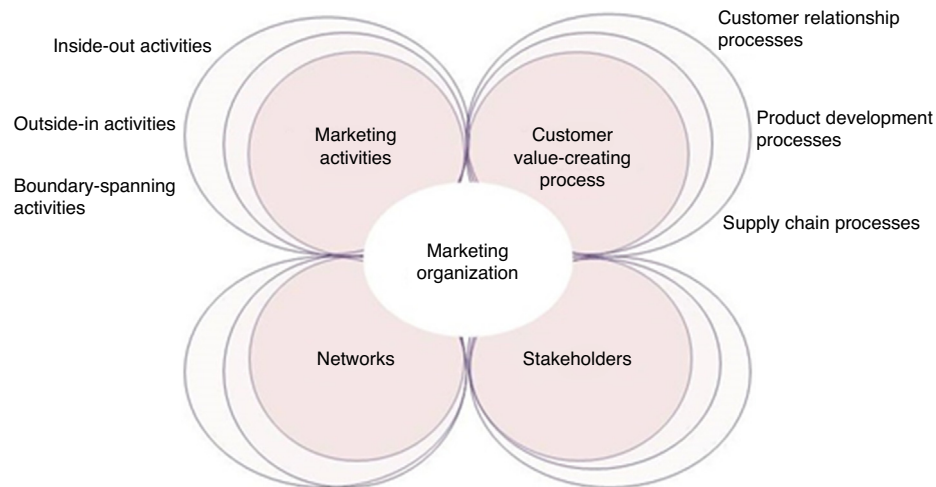 Inside-out activities
Outside-in activities
Boundary-spanning
activities
Marketing
activities
Customer
value-creating
process
Customer relationship
processes
Product development
processes
Supply chain processes
Marketing
organization
Networks
Stakeholders